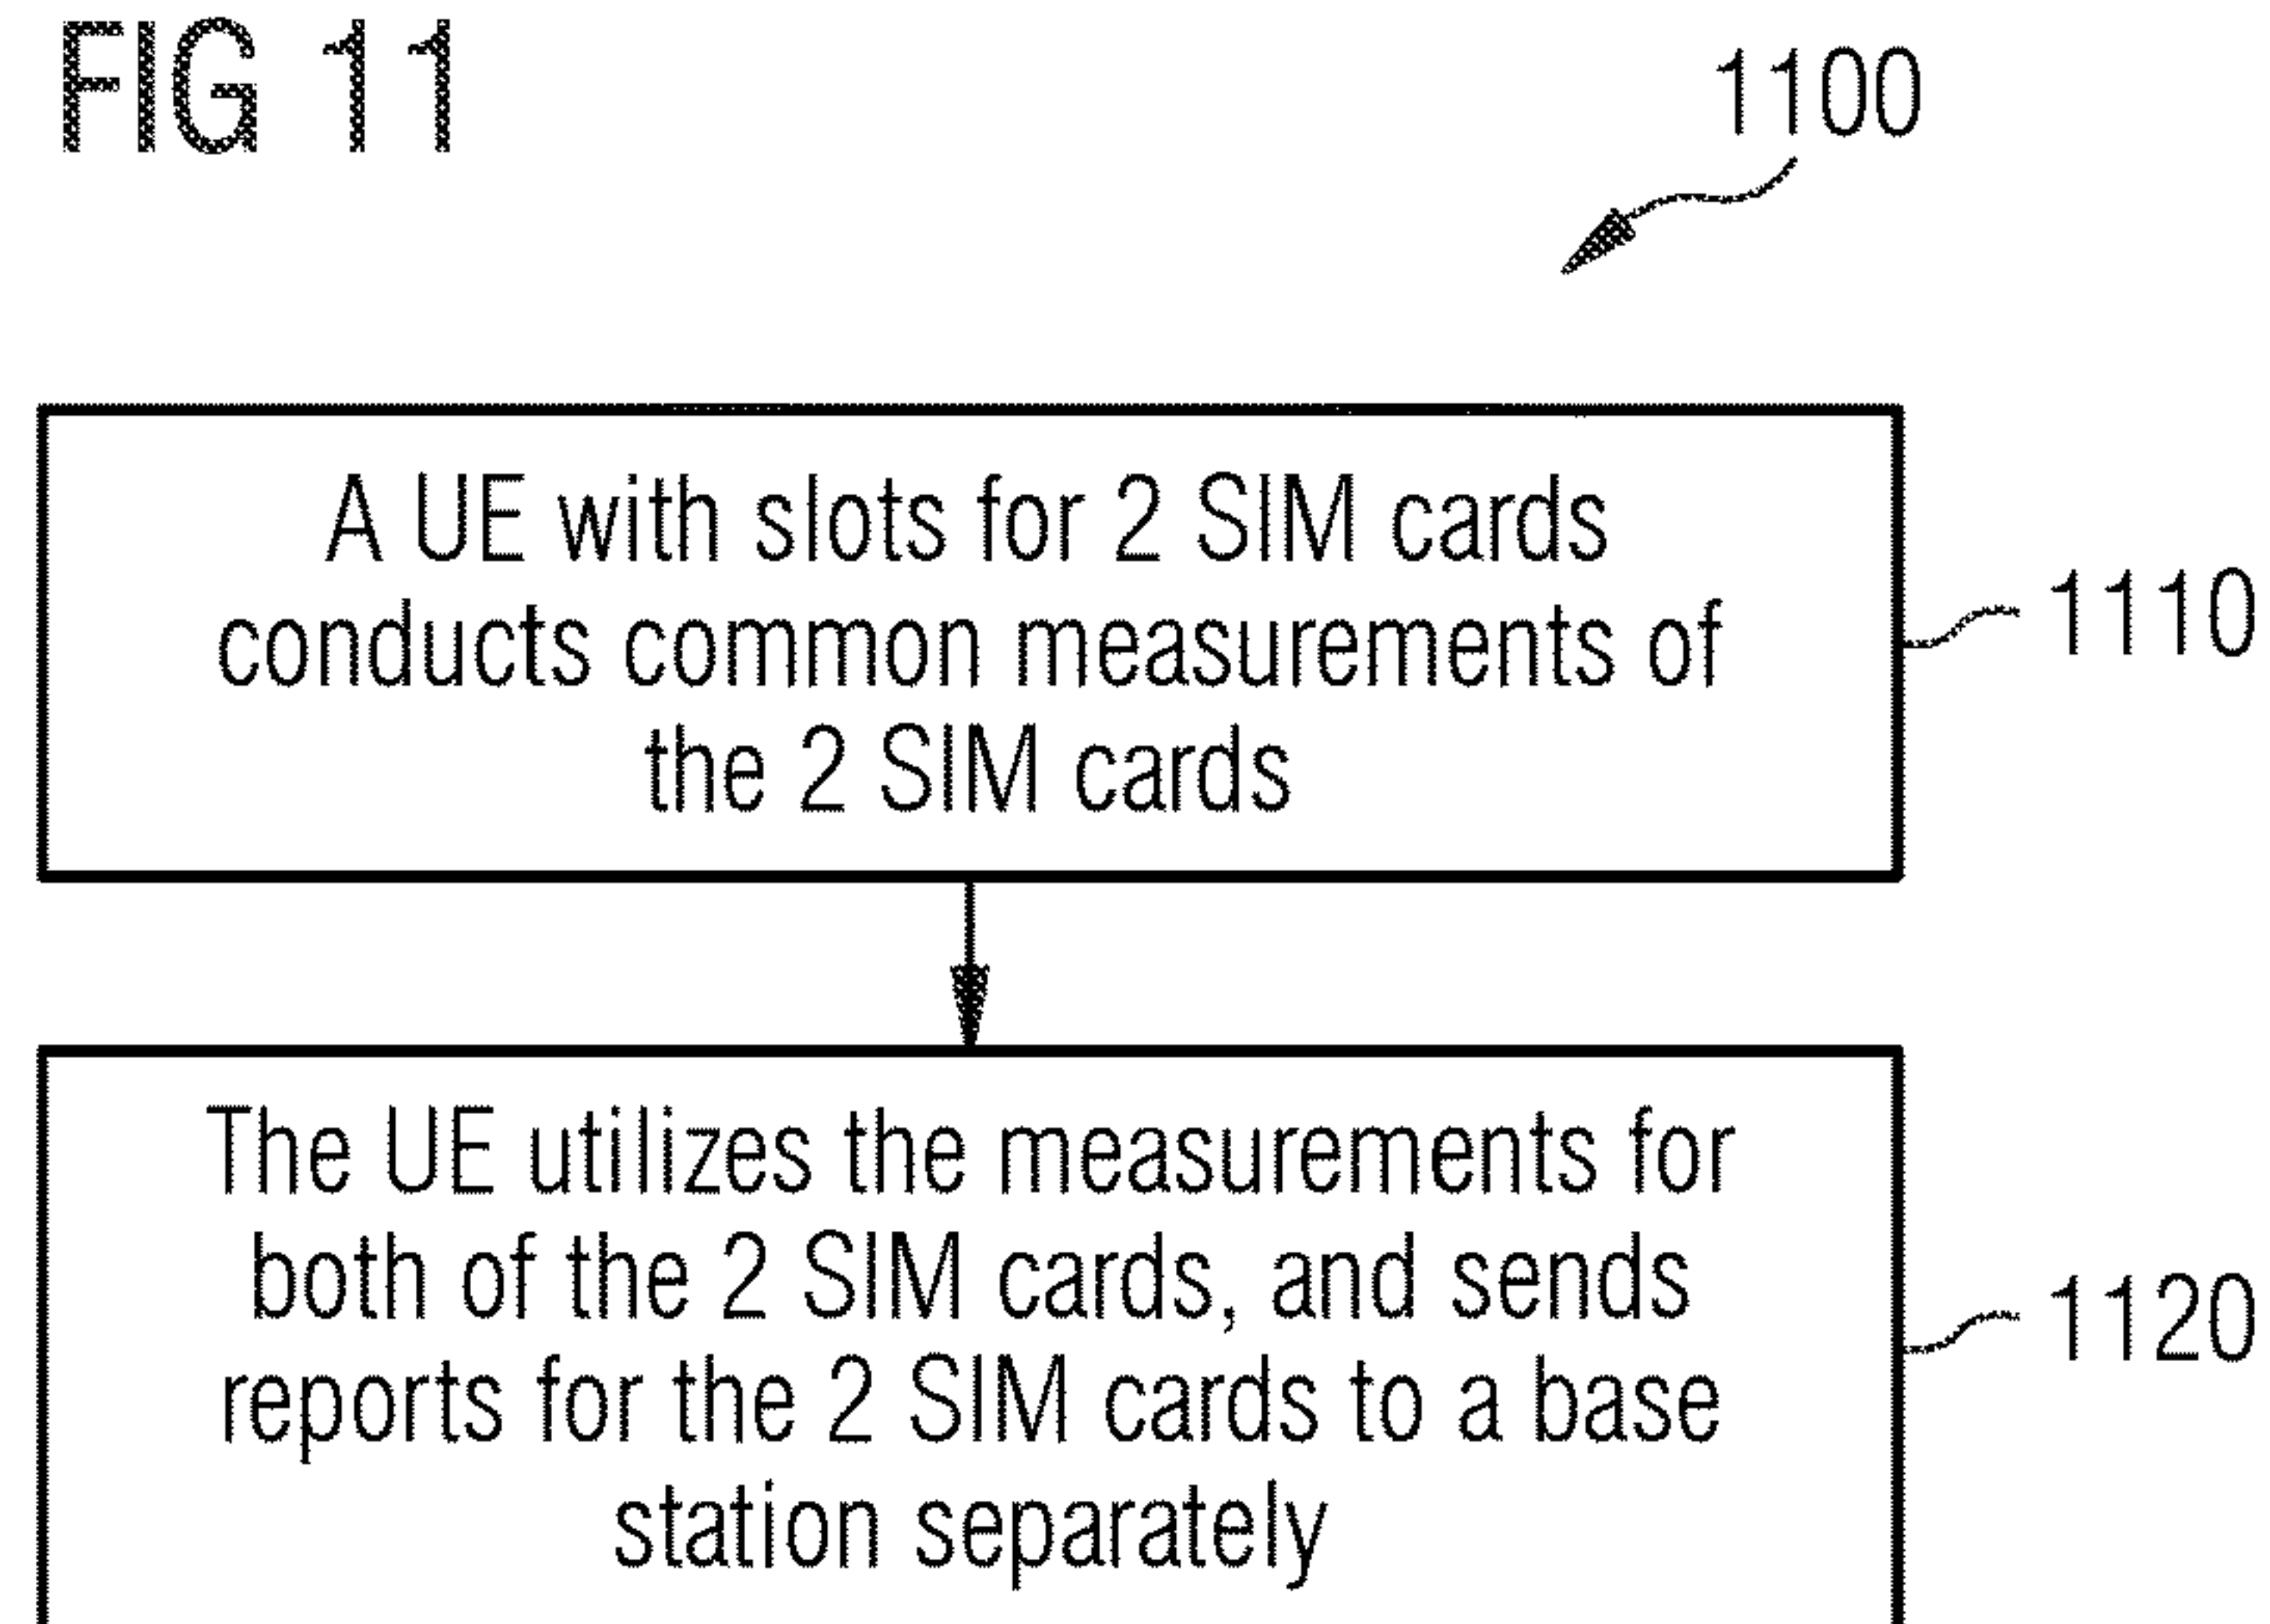 FIG 11
1100
A UE with slots for 2 SIM cards
conducts common measurements of
the 2 SIM cards
1110
The UE utilizes the measurements for
both of the 2 SIM cards, and sends
reports for the 2 SIM cards to a base
station separately
1120